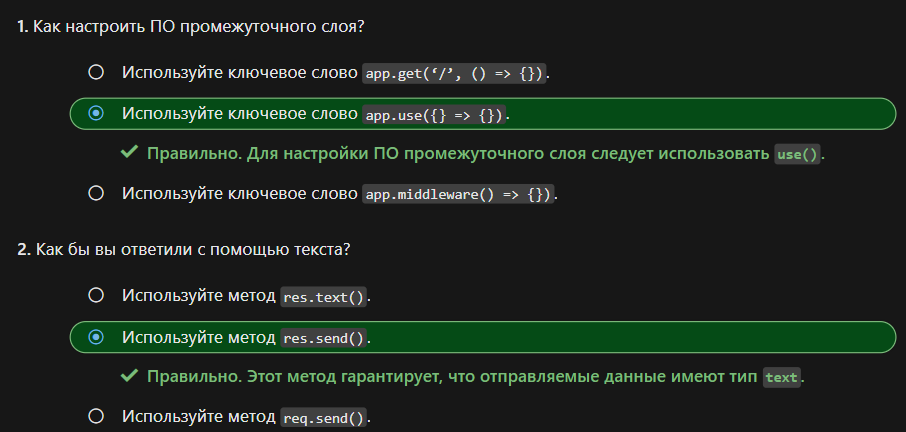 1. Как настроить ПО промежуточного слоя?
Используйте ключевое слово app.get(‘/’, () => {}).
Используйте ключевое слово app.use({} => {}).
Правильно. Для настройки ПО промежуточного слоя следует использовать use().
Используйте ключевое слово app.middleware() => {}).
2. Как бы вы ответили с помощью текста?
Используйте метод res.text().
Используйте метод res.send().
Правильно. Этот метод гарантирует, что отправляемые данные имеют тип text.
Используйте метод req.send().